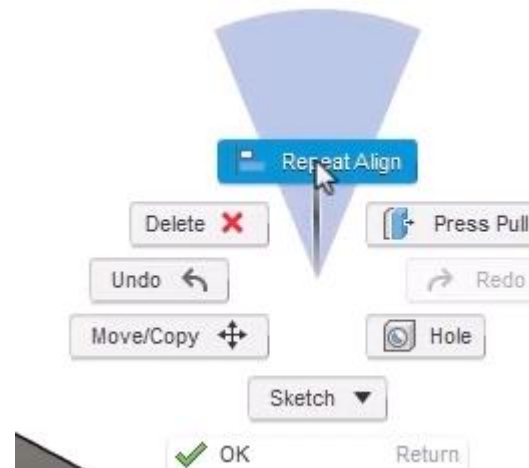 Repeat Align
Delete
Press Pull
Undo
Redo
Move/Copy
Hole
Sketch
OK
Return